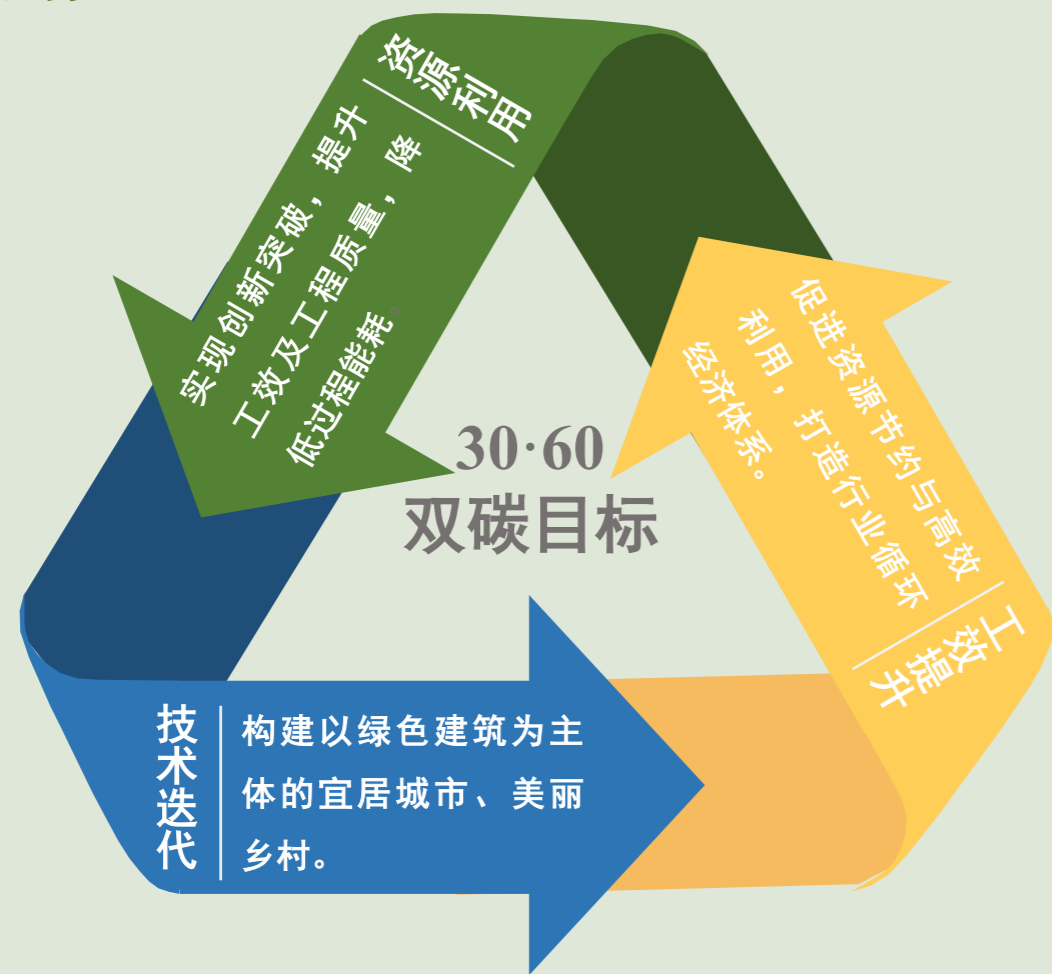 资源利用
实现创新突破，提升
工效及工程质量，降
低过程能耗。
30·60
双碳目标
促进资源节约与高效
利用，打造行业循环
经济体系。
工效提升
技术迭代
构建以绿色建筑为主
体的宜居城市、美丽
乡村。